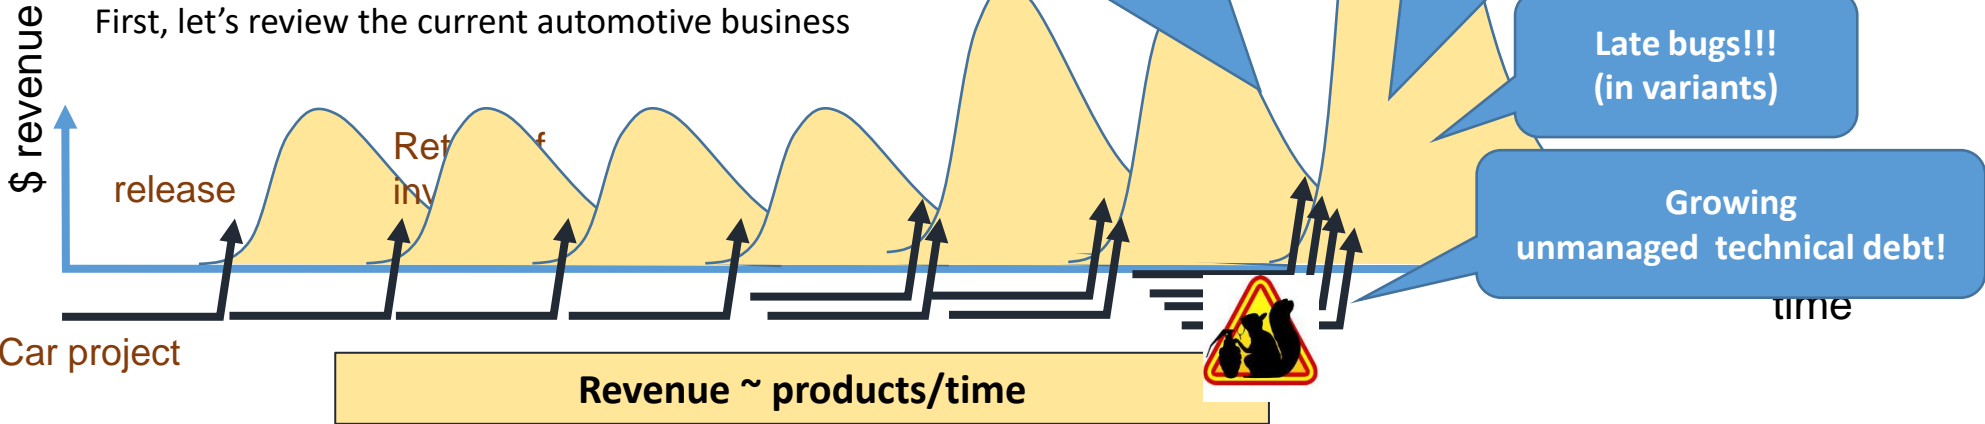 First, let’s review the current automotive business
$ revenue
Late bugs!!!
(in variants)
release
Growing
unmanaged  technical debt!
time
Car project
Revenue ~ products/time